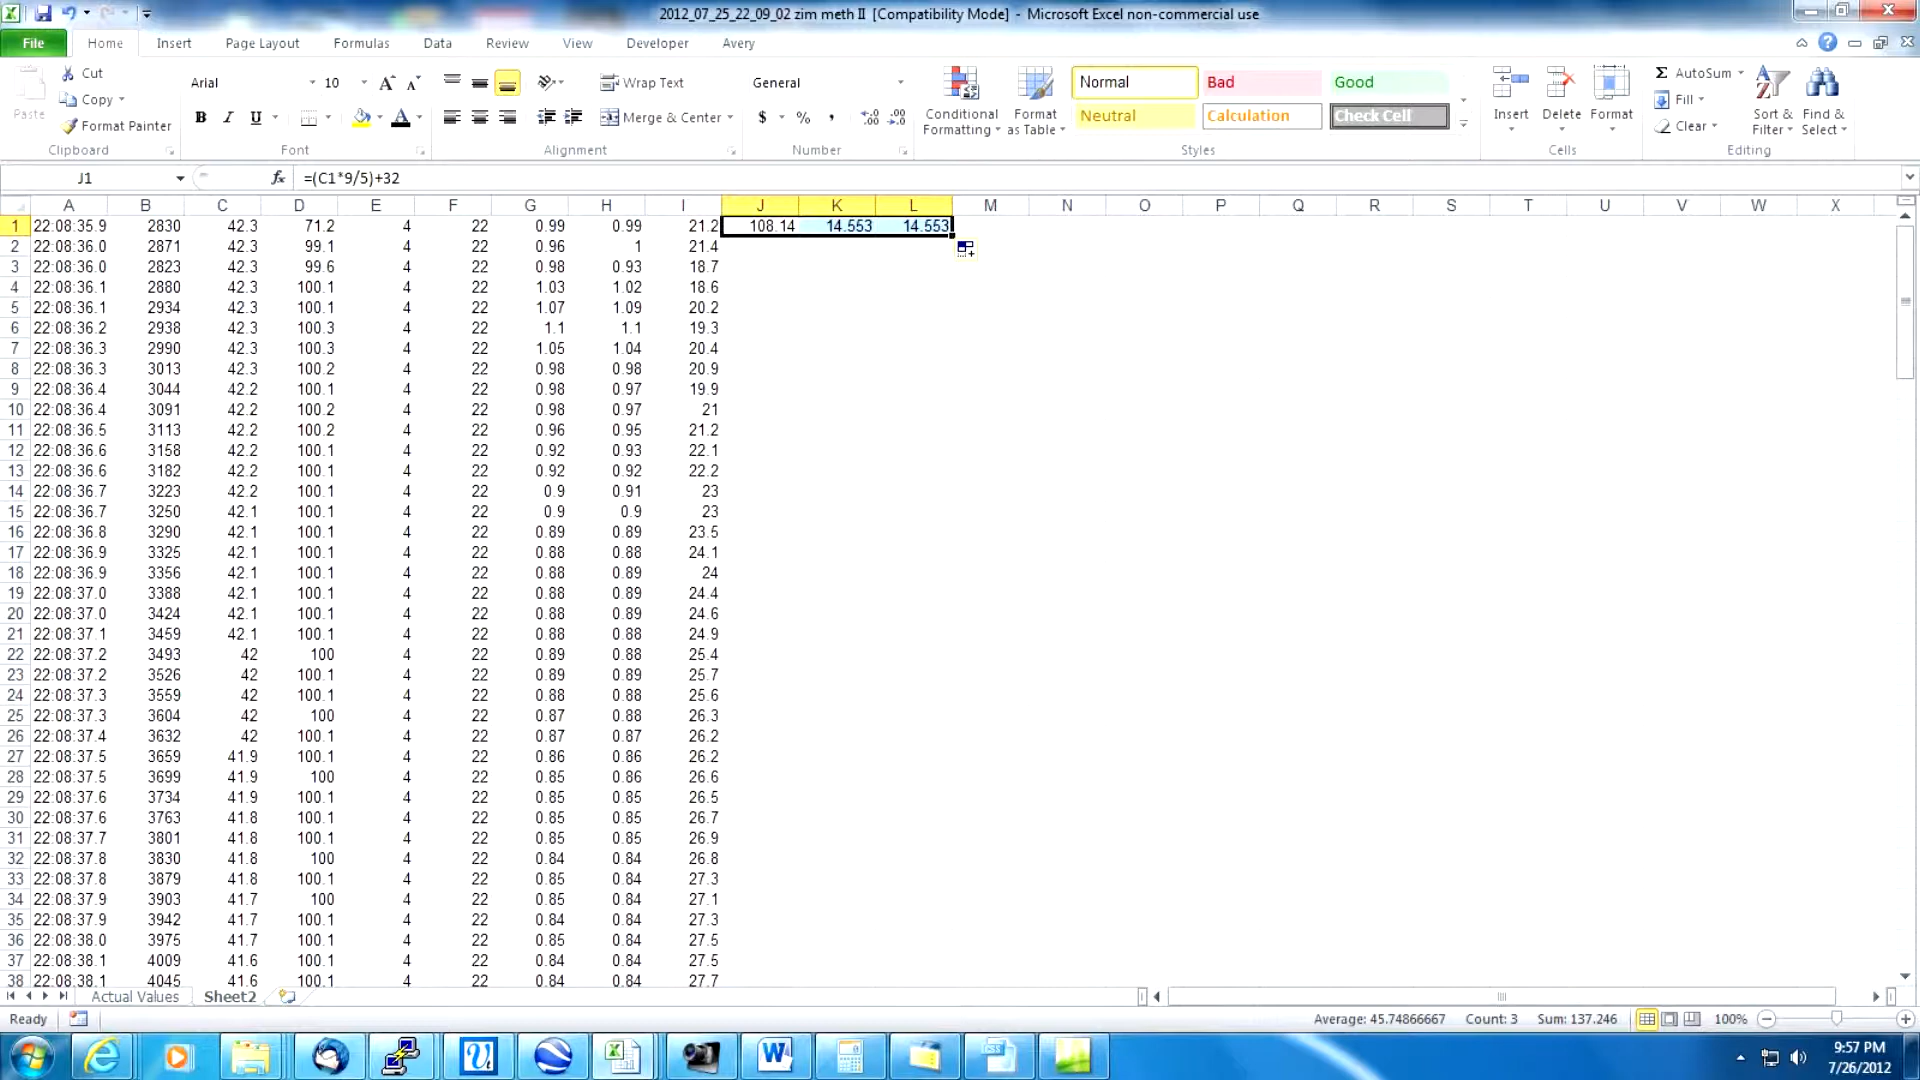 2012_07_25_22_09_02 zim meth II [Compatibility Mode] - Microsoft Excel non-commercial use
File Home Insert Page Layout Formulas Data Review View Developer Avery
Paste Cut Copy Format Painter Clipboard
Arial 10 B I U Font
Wrap Text Merge & Center Alignment
General $ % , Number
Conditional Formatting Format as Table Normal Bad Good Neutral Calculation Check Cell Styles
Insert Delete Format Cells
AutoSum Fill Clear Sort & Filter Find & Select Editing
J1 fx =(C1*9/5)+32
A B C D E F G H I J K L M N O P Q R S T U V W X
1 22:08:35.9 2830 42.3 71.2 4 22 0.99 0.99 21.2 108.14 14.553 14.553
2 22:08:36.0 2871 42.3 99.1 4 22 0.96 1 21.4
3 22:08:36.0 2823 42.3 99.6 4 22 0.98 0.93 18.7
4 22:08:36.1 2880 42.3 100.1 4 22 1.03 1.02 18.6
5 22:08:36.1 2934 42.3 100.1 4 22 1.07 1.09 20.2
6 22:08:36.2 2938 42.3 100.3 4 22 1.1 1.1 19.3
7 22:08:36.3 2990 42.3 100.3 4 22 1.05 1.04 20.4
8 22:08:36.3 3013 42.3 100.2 4 22 0.98 0.98 20.9
9 22:08:36.4 3044 42.2 100.1 4 22 0.98 0.97 19.9
10 22:08:36.4 3091 42.2 100.2 4 22 0.98 0.97 21
11 22:08:36.5 3113 42.2 100.2 4 22 0.96 0.95 21.2
12 22:08:36.6 3158 42.2 100.1 4 22 0.92 0.93 22.1
13 22:08:36.6 3182 42.2 100.1 4 22 0.92 0.92 22.2
14 22:08:36.7 3223 42.2 100.1 4 22 0.9 0.91 23
15 22:08:36.7 3250 42.1 100.1 4 22 0.9 0.9 23
16 22:08:36.8 3290 42.1 100.1 4 22 0.89 0.89 23.5
17 22:08:36.9 3325 42.1 100.1 4 22 0.88 0.88 24.1
18 22:08:36.9 3356 42.1 100.1 4 22 0.88 0.89 24
19 22:08:37.0 3388 42.1 100.1 4 22 0.88 0.89 24.4
20 22:08:37.0 3424 42.1 100.1 4 22 0.88 0.89 24.6
21 22:08:37.1 3459 42.1 100.1 4 22 0.88 0.88 24.9
22 22:08:37.2 3493 42 100 4 22 0.89 0.88 25.4
23 22:08:37.2 3526 42 100.1 4 22 0.89 0.89 25.7
24 22:08:37.3 3559 42 100.1 4 22 0.88 0.88 25.6
25 22:08:37.3 3604 42 100 4 22 0.87 0.88 26.3
26 22:08:37.4 3632 42 100.1 4 22 0.87 0.87 26.2
27 22:08:37.5 3659 41.9 100.1 4 22 0.86 0.86 26.2
28 22:08:37.5 3699 41.9 100 4 22 0.85 0.86 26.6
29 22:08:37.6 3734 41.9 100.1 4 22 0.85 0.85 26.5
30 22:08:37.6 3763 41.8 100.1 4 22 0.85 0.85 26.7
31 22:08:37.7 3801 41.8 100.1 4 22 0.85 0.85 26.9
32 22:08:37.8 3830 41.8 100 4 22 0.84 0.84 26.8
33 22:08:37.8 3879 41.8 100.1 4 22 0.85 0.84 27.3
34 22:08:37.9 3903 41.7 100 4 22 0.85 0.84 27.1
35 22:08:37.9 3942 41.7 100.1 4 22 0.84 0.84 27.3
36 22:08:38.0 3975 41.7 100.1 4 22 0.85 0.84 27.5
37 22:08:38.1 4009 41.6 100.1 4 22 0.84 0.84 27.5
38 22:08:38.1 4045 41.6 100.1 4 22 0.84 0.84 27.7
Actual Values Sheet2
Ready Average: 45.74866667 Count: 3 Sum: 137.246 100%
9:57 PM
7/26/2012